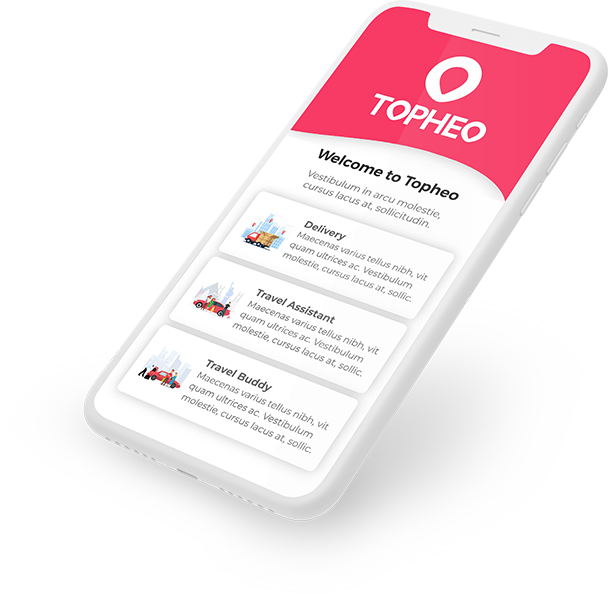 TOPHEO
Welcome to Topheo
Vestibulum in arcu molestie,
cursus lacus at, sollicitudin.
Delivery
Maecenas varius tellus nibh, vit
quam ultrices ac. Vestibulum
molestie, cursus lacus at, sollic.
Travel Assistant
Maecenas varius tellus nibh, vit
quam ultrices ac. Vestibulum
molestie, cursus lacus at, sollic.
Travel Buddy
Maecenas varius tellus nibh, vit
quam ultrices ac. Vestibulum
molestie, cursus lacus at, sollic.